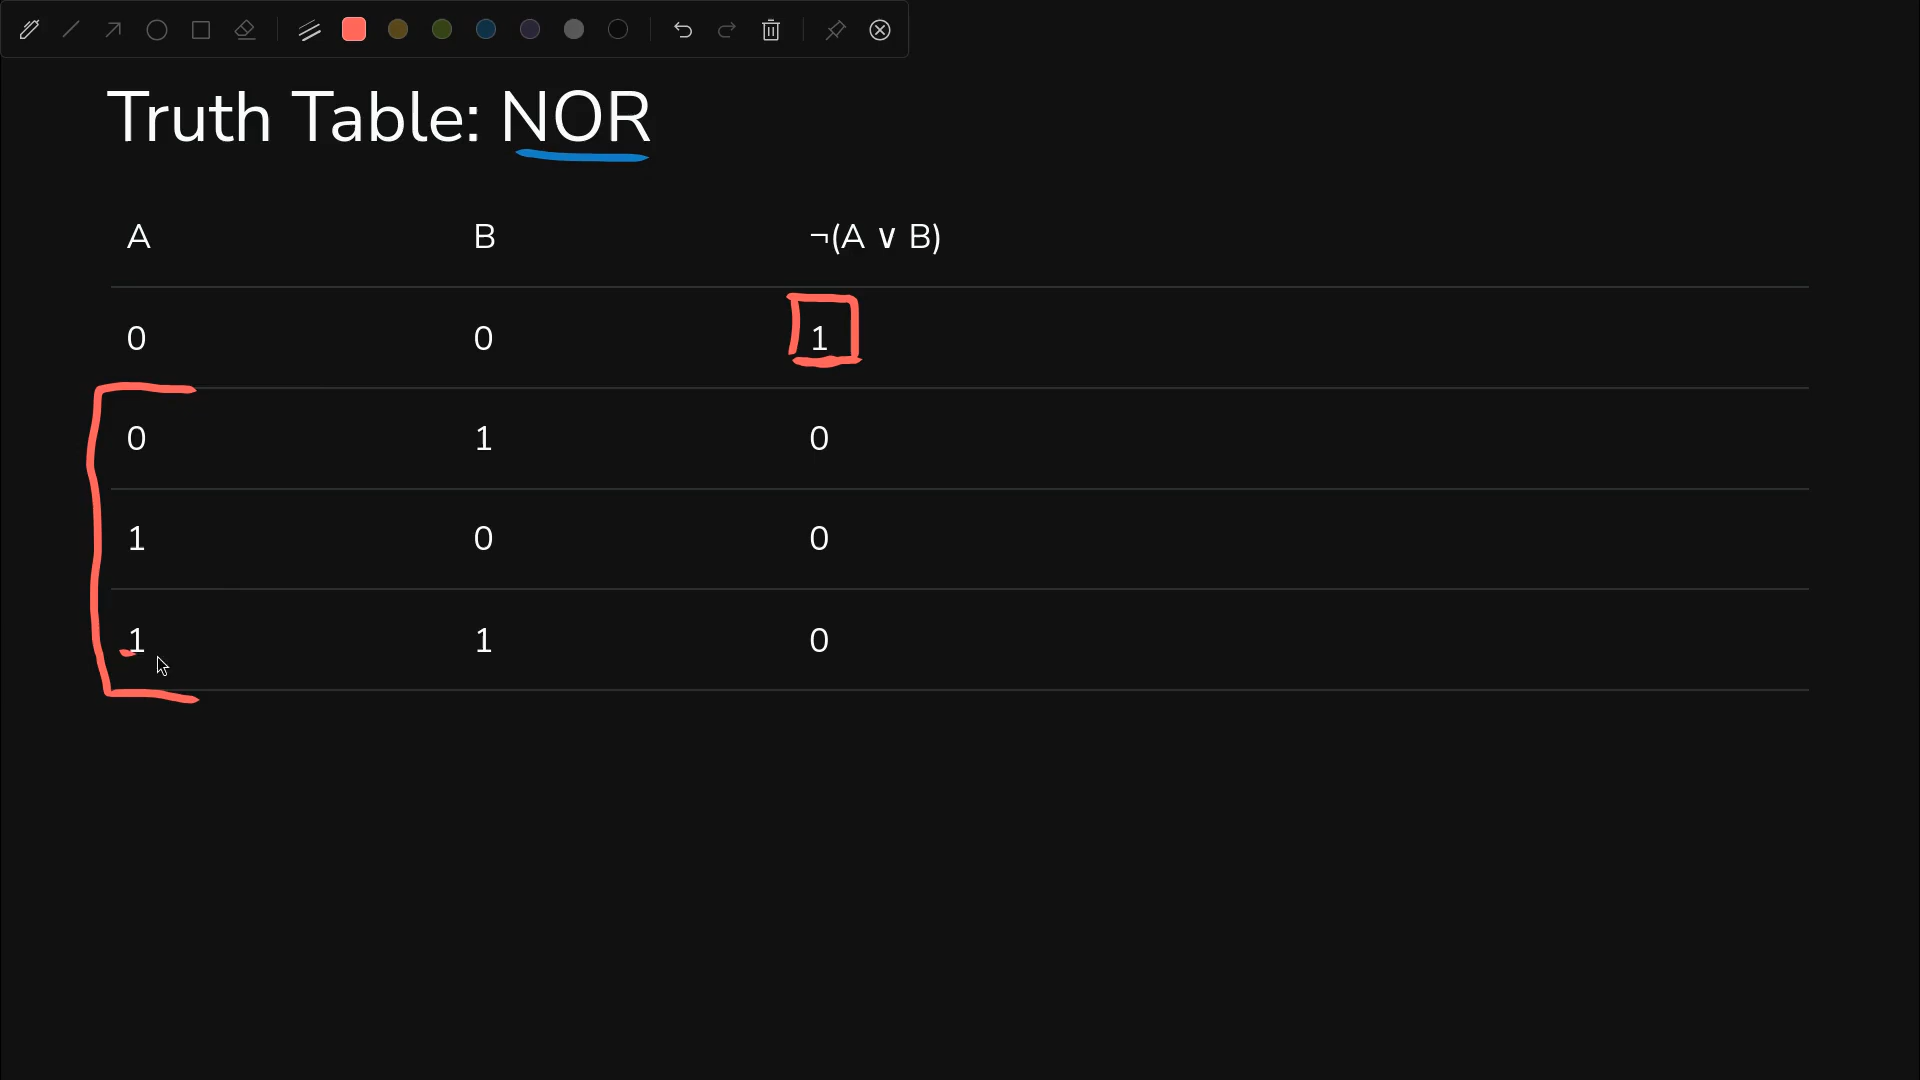 Truth Table: NOR
A B ¬(A ∨ B)
0 0 1
0 1 0
1 0 0
1 1 0